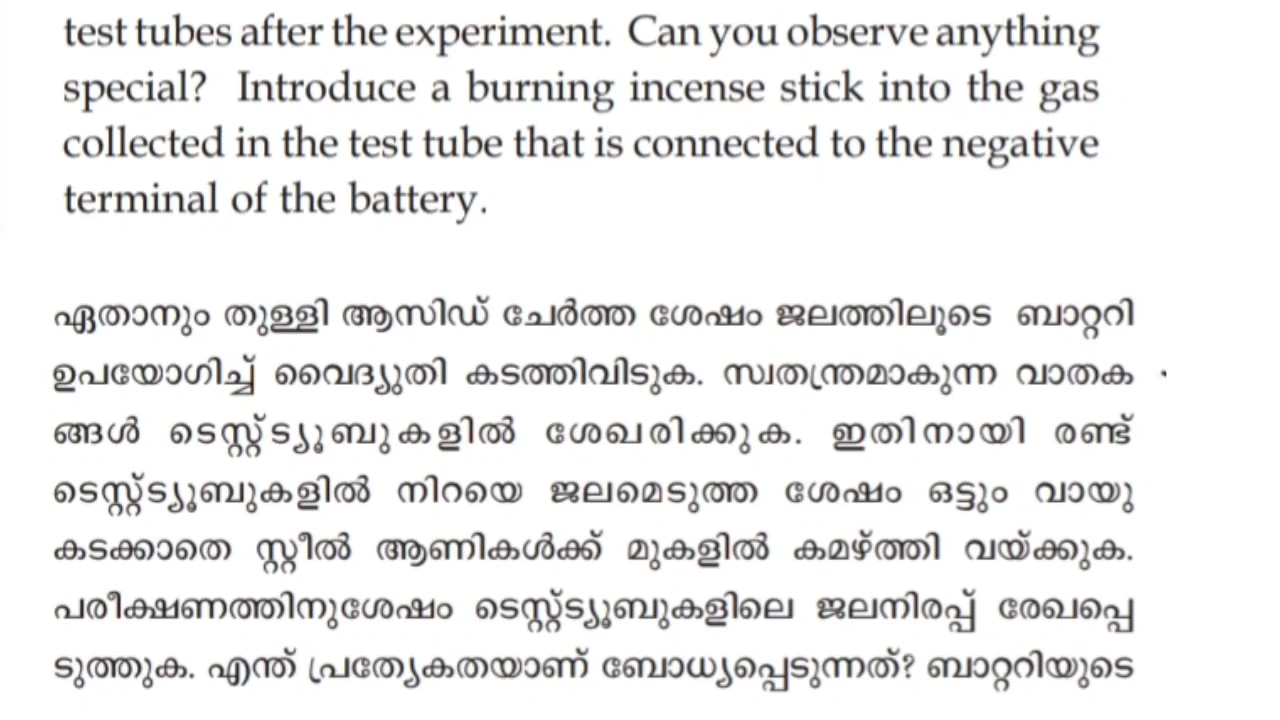 test tubes after the experiment. Can you observe anything
special? Introduce a burning incense stick into the gas
collected in the test tube that is connected to the negative
terminal of the battery.
ഏതാനും തുള്ളി ആസിഡ് ചേർത്ത ശേഷം ജലത്തിലൂടെ ബാറ്ററി
ഉപയോഗിച്ച് വൈദ്യുതി കടത്തിവിടുക. സ്വതന്ത്രമാകുന്ന വാതക
ങ്ങൾ ടെസ്റ്റ്ട്യൂബുകളിൽ ശേഖരിക്കുക. ഇതിനായി രണ്ട്
ടെസ്റ്റ്ട്യൂബുകളിൽ നിറയെ ജലമെടുത്ത ശേഷം ഒട്ടും വായു
കടക്കാതെ സ്റ്റീൽ ആണികൾക്ക് മുകളിൽ കമഴ്ത്തി വയ്ക്കുക.
പരീക്ഷണത്തിനുശേഷം ടെസ്റ്റ്ട്യൂബുകളിലെ ജലനിരപ്പ് രേഖപ്പെ
ടുത്തുക. എന്ത് പ്രത്യേകതയാണ് ബോധ്യപ്പെടുന്നത്? ബാറ്ററിയുടെ